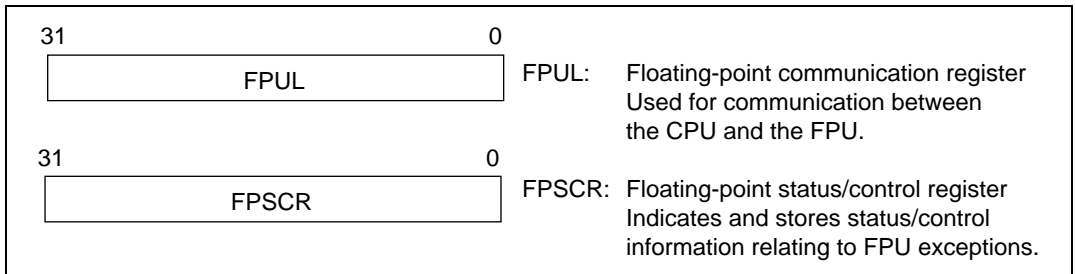 31 0
FPUL
FPUL: Floating-point communication register
Used for communication between
the CPU and the FPU.
31 0
FPSCR
FPSCR: Floating-point status/control register
Indicates and stores status/control
information relating to FPU exceptions.